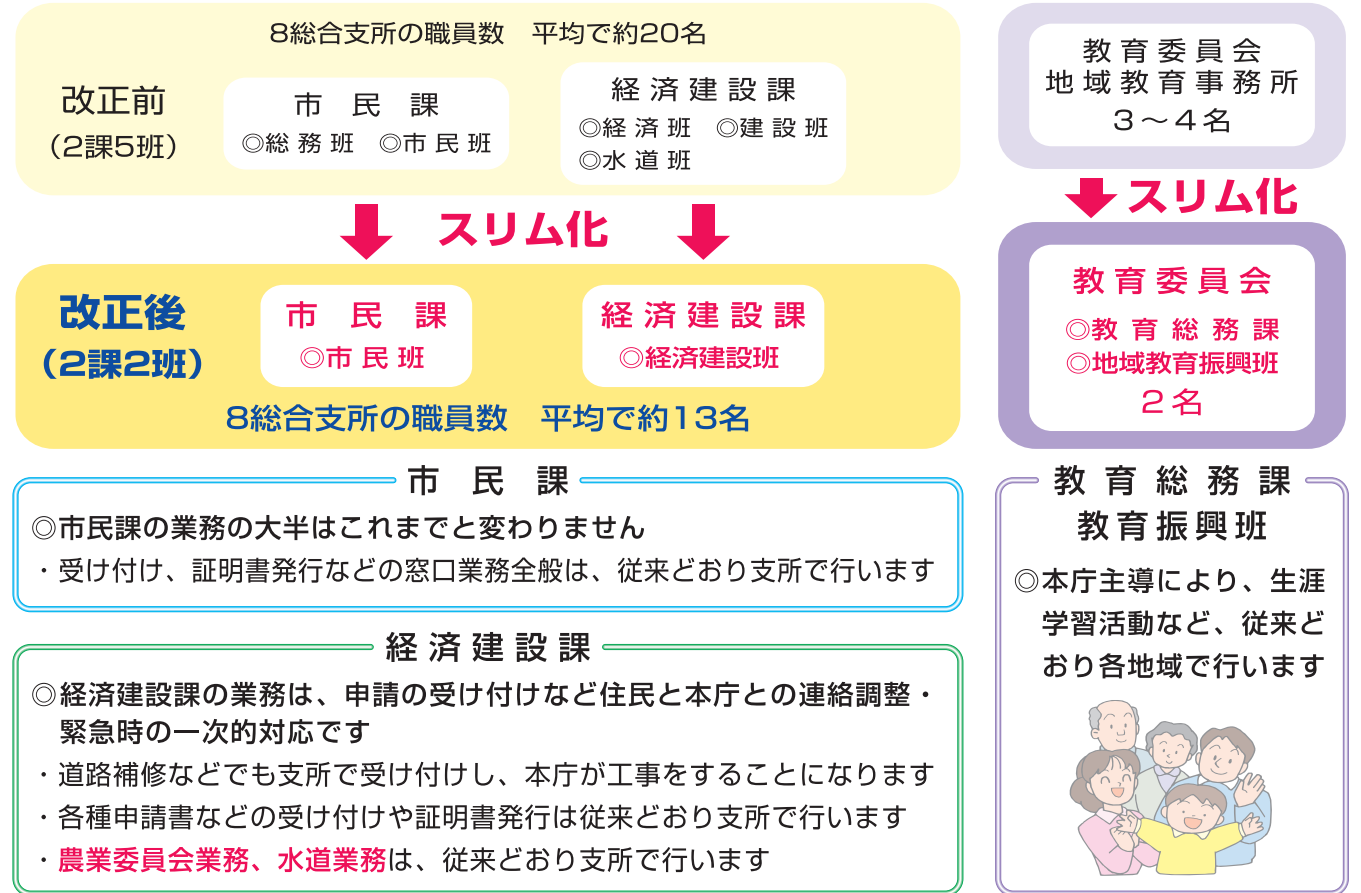 8総合支所の職員数　平均で約20名
改正前
（2課5班）
市　民　課
◎総務班　◎市民班
経済建設課
◎経済班　◎建設班
◎水道班
教育委員会
地域教育事務所
3～4名
スリム化
スリム化
改正後
（2課2班）
市　民　課
◎市民班
経済建設課
◎経済建設班
8総合支所の職員数　平均で約13名
教育委員会
◎教育総務課
◎地域教育振興班
2名
市　民　課
◎市民課の業務の大半はこれまでと変わりません
・受け付け、証明書発行などの窓口業務全般は、従来どおり支所で行います
経済建設課
◎経済建設課の業務は、申請の受け付けなど住民と本庁との連絡調整・
緊急時の一次的対応です
・道路補修などでも支所で受け付けし、本庁が工事をすることになります
・各種申請書などの受け付けや証明書発行は従来どおり支所で行います
・農業委員会業務、水道業務は、従来どおり支所で行います
教育総務課
教育振興班
◎本庁主導により、生涯
学習活動など、従来ど
おり各地域で行います